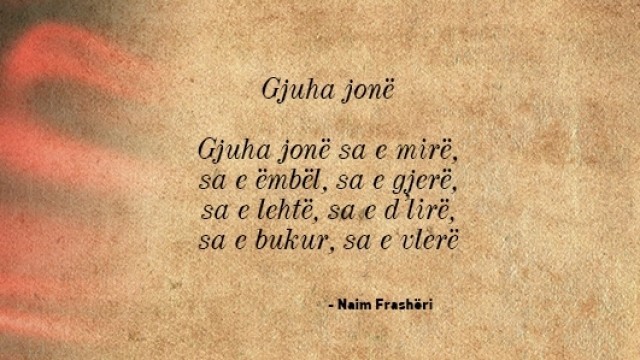 Gjuha jonë
Gjuha jonë sa e mirë,
sa e ëmbël, sa e gjerë,
sa e lehtë, sa e d'lirë,
sa e bukur, sa e vlerë
- Naim Frashëri